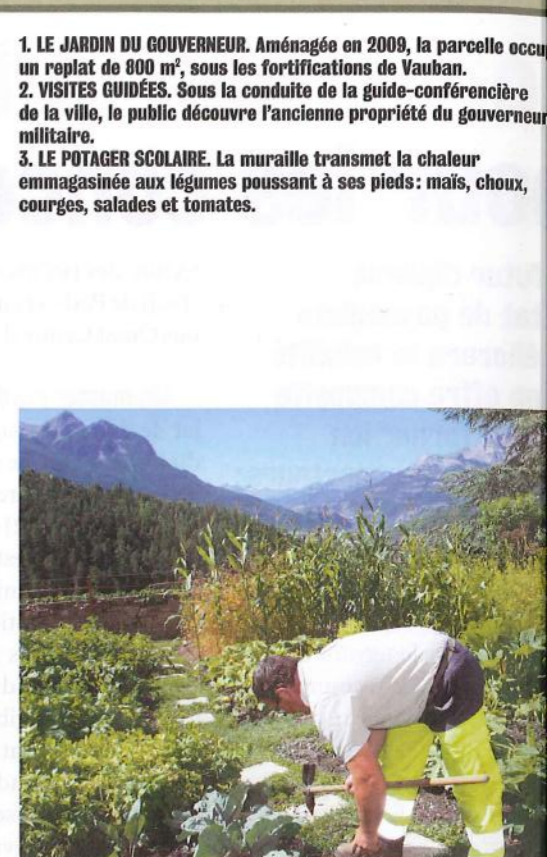 1. LE JARDIN DU GOUVERNEUR. Aménagée en 2009, la parcelle
un replat de 800 m², sous les fortifications de Vauban.
2. VISITES GUIDÉES. Sous la conduite de la guide-conférencière
de la ville, le public découvre l'ancienne propriété du gouverneur
militaire.
3. LE POTAGER SCOLAIRE. La muraille transmet la chaleur
emmagasinée aux légumes poussant à ses pieds : maïs, choux,
courges, salades et tomates.